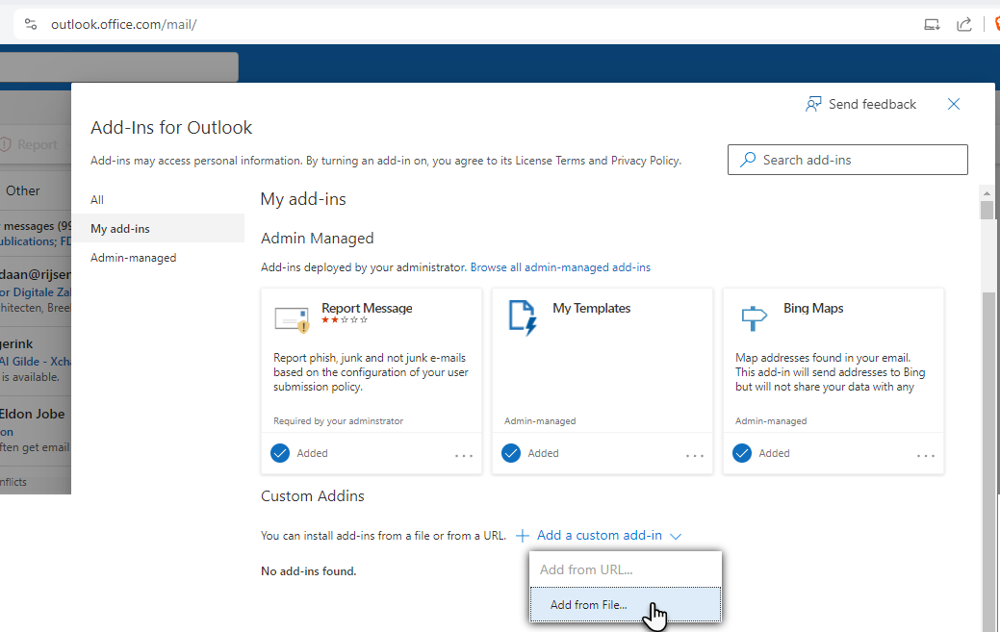 outlook.office.com/mail/
Send feedback
Add-Ins for Outlook
Add-ins may access personal information. By turning an add-in on, you agree to its License Terms and Privacy Policy.
Search add-ins
Report
Other
messages (99
ublications; FD
daan@rijsen
or Digitale Zak
hitecten, Breek
gerink
AI Gilde - Xcha
is available.
Eldon Jobe
on
ften get email
nflicts
All
My add-ins
Admin-managed
My add-ins
Admin Managed
Add-ins deployed by your administrator. Browse all admin-managed add-ins
Report Message
Report phish, junk and not junk e-mails
based on the configuration of your user
submission policy.
Required by your adminstrator
Added
My Templates
Admin-managed
Added
Bing Maps
Map addresses found in your email.
This add-in will send addresses to Bing
but will not share your data with any
Admin-managed
Added
Custom Addins
You can install add-ins from a file or from a URL.
Add a custom add-in
No add-ins found.
Add from URL...
Add from File...